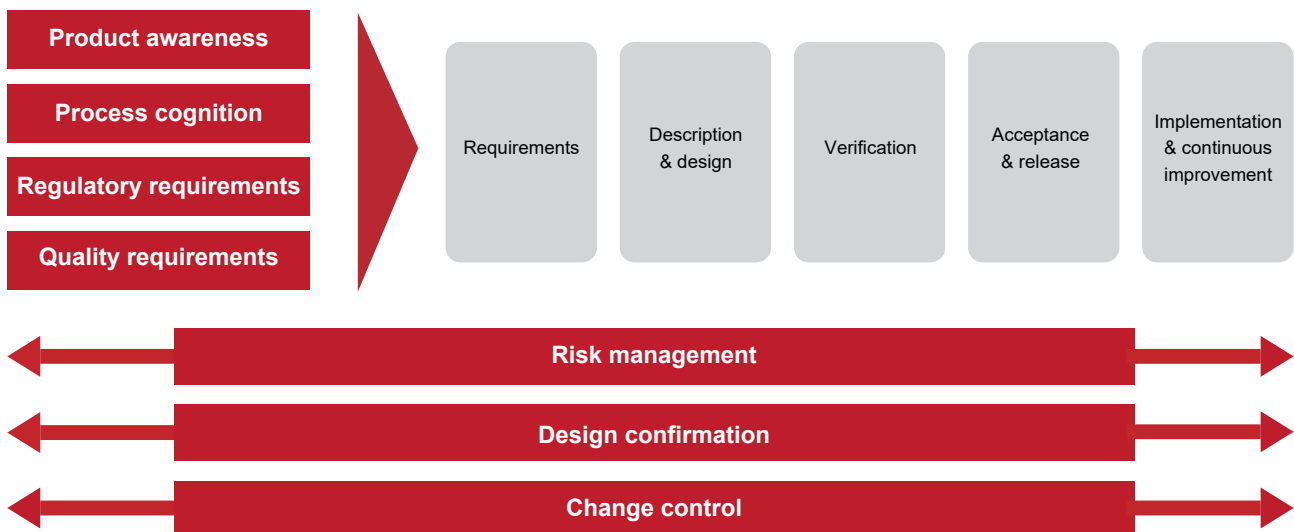 Product awareness
Process cognition
Regulatory requirements
Quality requirements
Requirements
Description
& design
Verification
Acceptance
& release
Implementation
& continuous
improvement
Risk management
Design confirmation
Change control